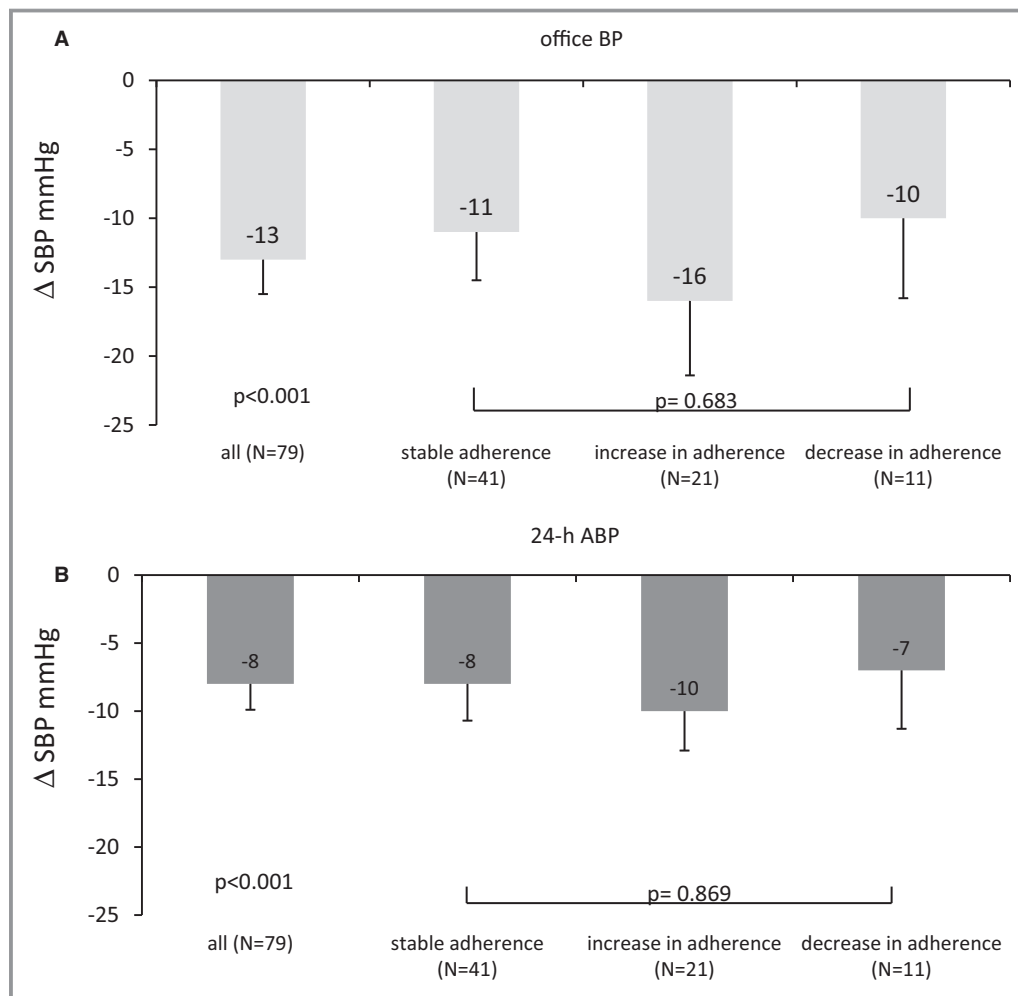 A
office BP
0
-5
-10
-15
-20
-25
Δ SBP mmHg
-13
-11
-16
-10
p<0.001
p= 0.683
all (N=79)
stable adherence
(N=41)
increase in adherence
(N=21)
decrease in adherence
(N=11)
24-h ABP
B
0
-5
-10
-15
-20
-25
Δ SBP mmHg
-8
-8
-10
-7
p<0.001
p= 0.869
all (N=79)
stable adherence
(N=41)
increase in adherence
(N=21)
decrease in adherence
(N=11)